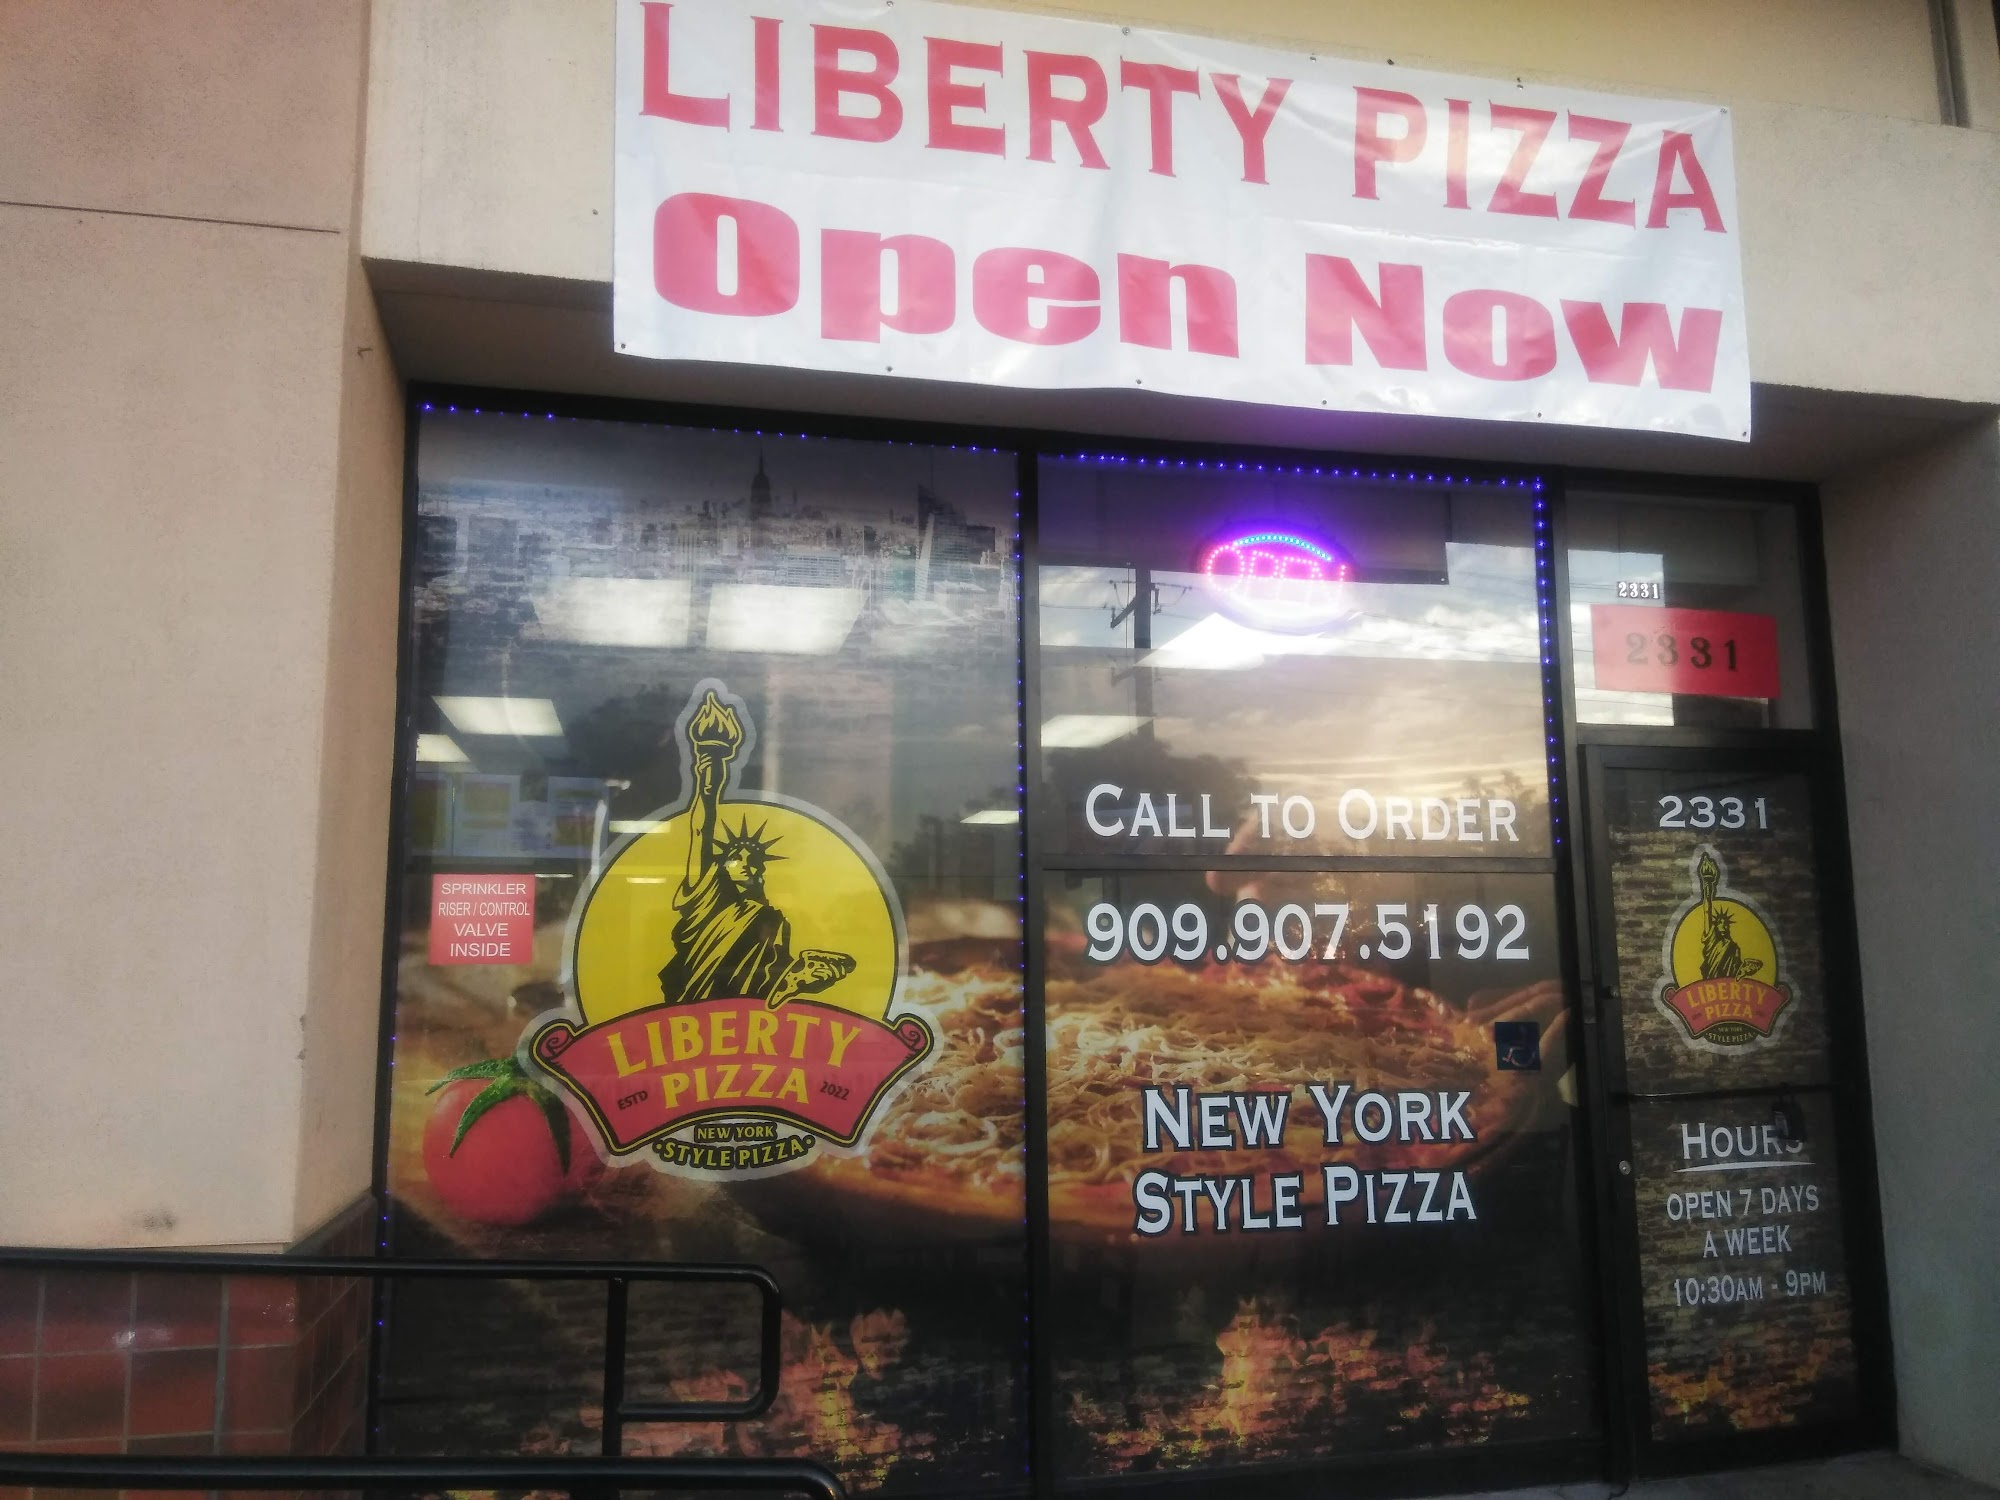 LIBERTY PIZZA
Open Now
OPEN
2331
2331
CALL TO ORDER
909.907.5192
NEW YORK
STYLE PIZZA
SPRINKLER
RISER / CONTROL
VALVE
INSIDE
LIBERTY
PIZZA
ESTD 2022
NEW YORK
STYLE PIZZA
2331
LIBERTY
PIZZA
NEW YORK
STYLE PIZZA
HOURS
OPEN 7 DAYS
A WEEK
10:30AM - 9PM